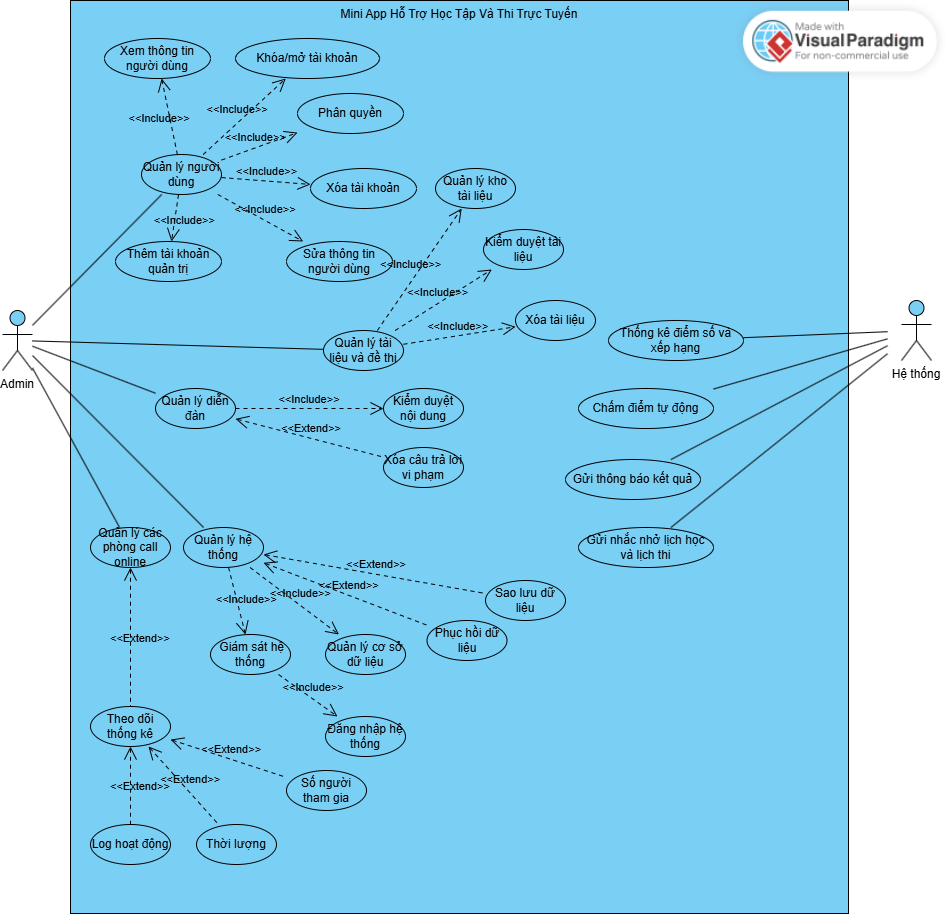 Mini App Hỗ Trợ Học Tập Và Thi Trực Tuyến
Made with
Visual Paradigm
For non-commercial use
Xem thông tin
người dùng
Khóa/mở tài khoản
<<Include>>
<<Include>>
Phân quyền
<<Include>>
Quản lý người
dùng
<<Include>>
Xóa tài khoản
Quản lý kho
tài liệu
<<Include>>
<<Include>>
Thêm tài khoản
quản trị
Sửa thông tin
người dùng
Kiểm duyệt tài
liệu
<<Include>>
<<Include>>
Xóa tài liệu
<<Include>>
Quản lý tài
liệu và đề thi
Thống kê điểm số và
xếp hạng
Admin
Hệ thống
Quản lý diễn
đàn
<<Include>>
Kiểm duyệt
nội dung
<<Extend>>
Chấm điểm tự động
Xóa câu trả lời
vi phạm
Gửi thông báo kết quả
Quản lý các
phòng call
online
Quản lý hệ
thống
Gửi nhắc nhở lịch học
và lịch thi
<<Extend>>
<<Extend>>
<<Include>>
<<Include>>
Sao lưu dữ
liệu
<<Extend>>
Giám sát hệ
thống
Quản lý cơ sở
dữ liệu
Phục hồi dữ
liệu
<<Include>>
Theo dõi
thống kê
Đăng nhập hệ
thống
<<Extend>>
<<Extend>>
<<Extend>>
Số người
tham gia
Log hoạt động
Thời lượng